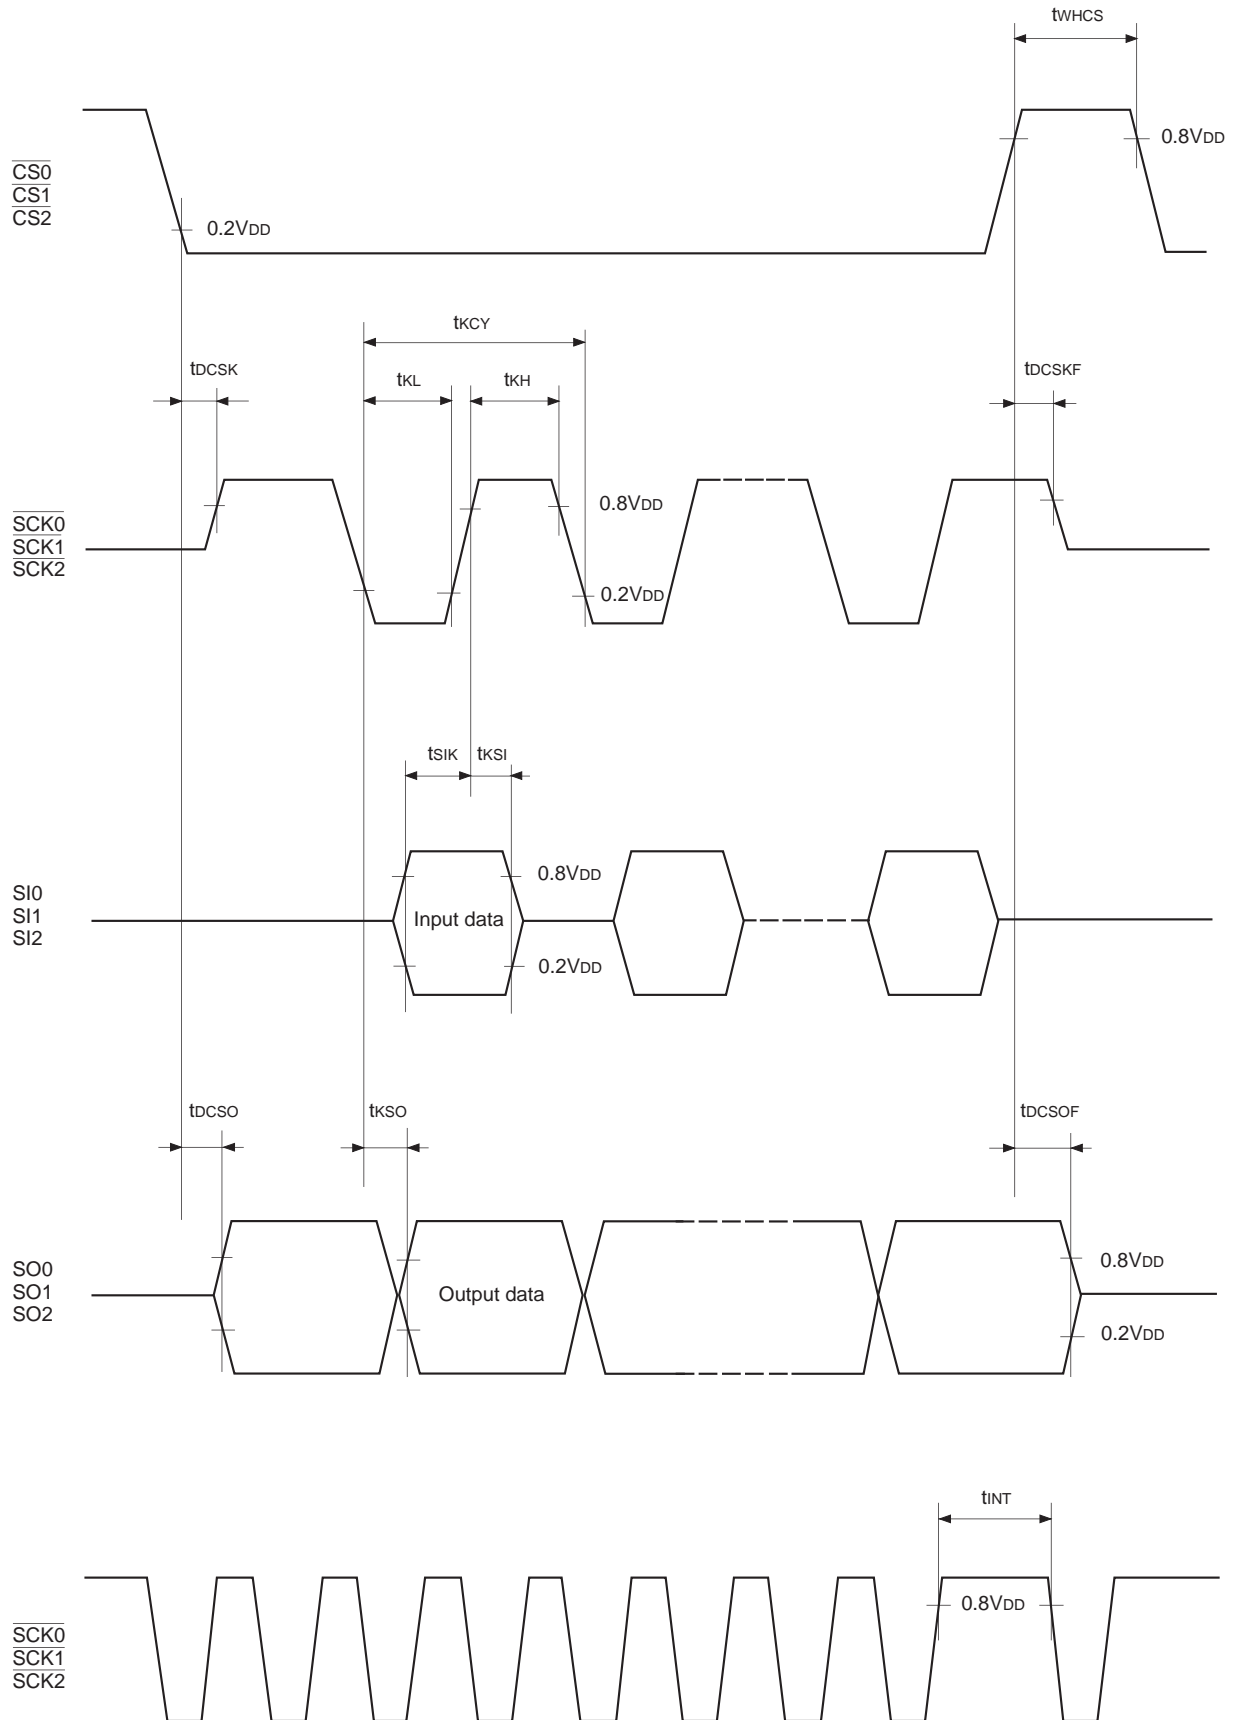 tWHCS
0.8VDD
CS0
CS1
CS2
0.2VDD
tKCY
tDCSK
tKL
tKH
tDCSKF
0.8VDD
SCK0
SCK1
SCK2
0.2VDD
tSIK
tKSI
0.8VDD
SI0
SI1
SI2
Input data
0.2VDD
tDCSO
tKSO
tDCSOF
0.8VDD
SO0
SO1
SO2
Output data
0.2VDD
tINT
0.8VDD
SCK0
SCK1
SCK2